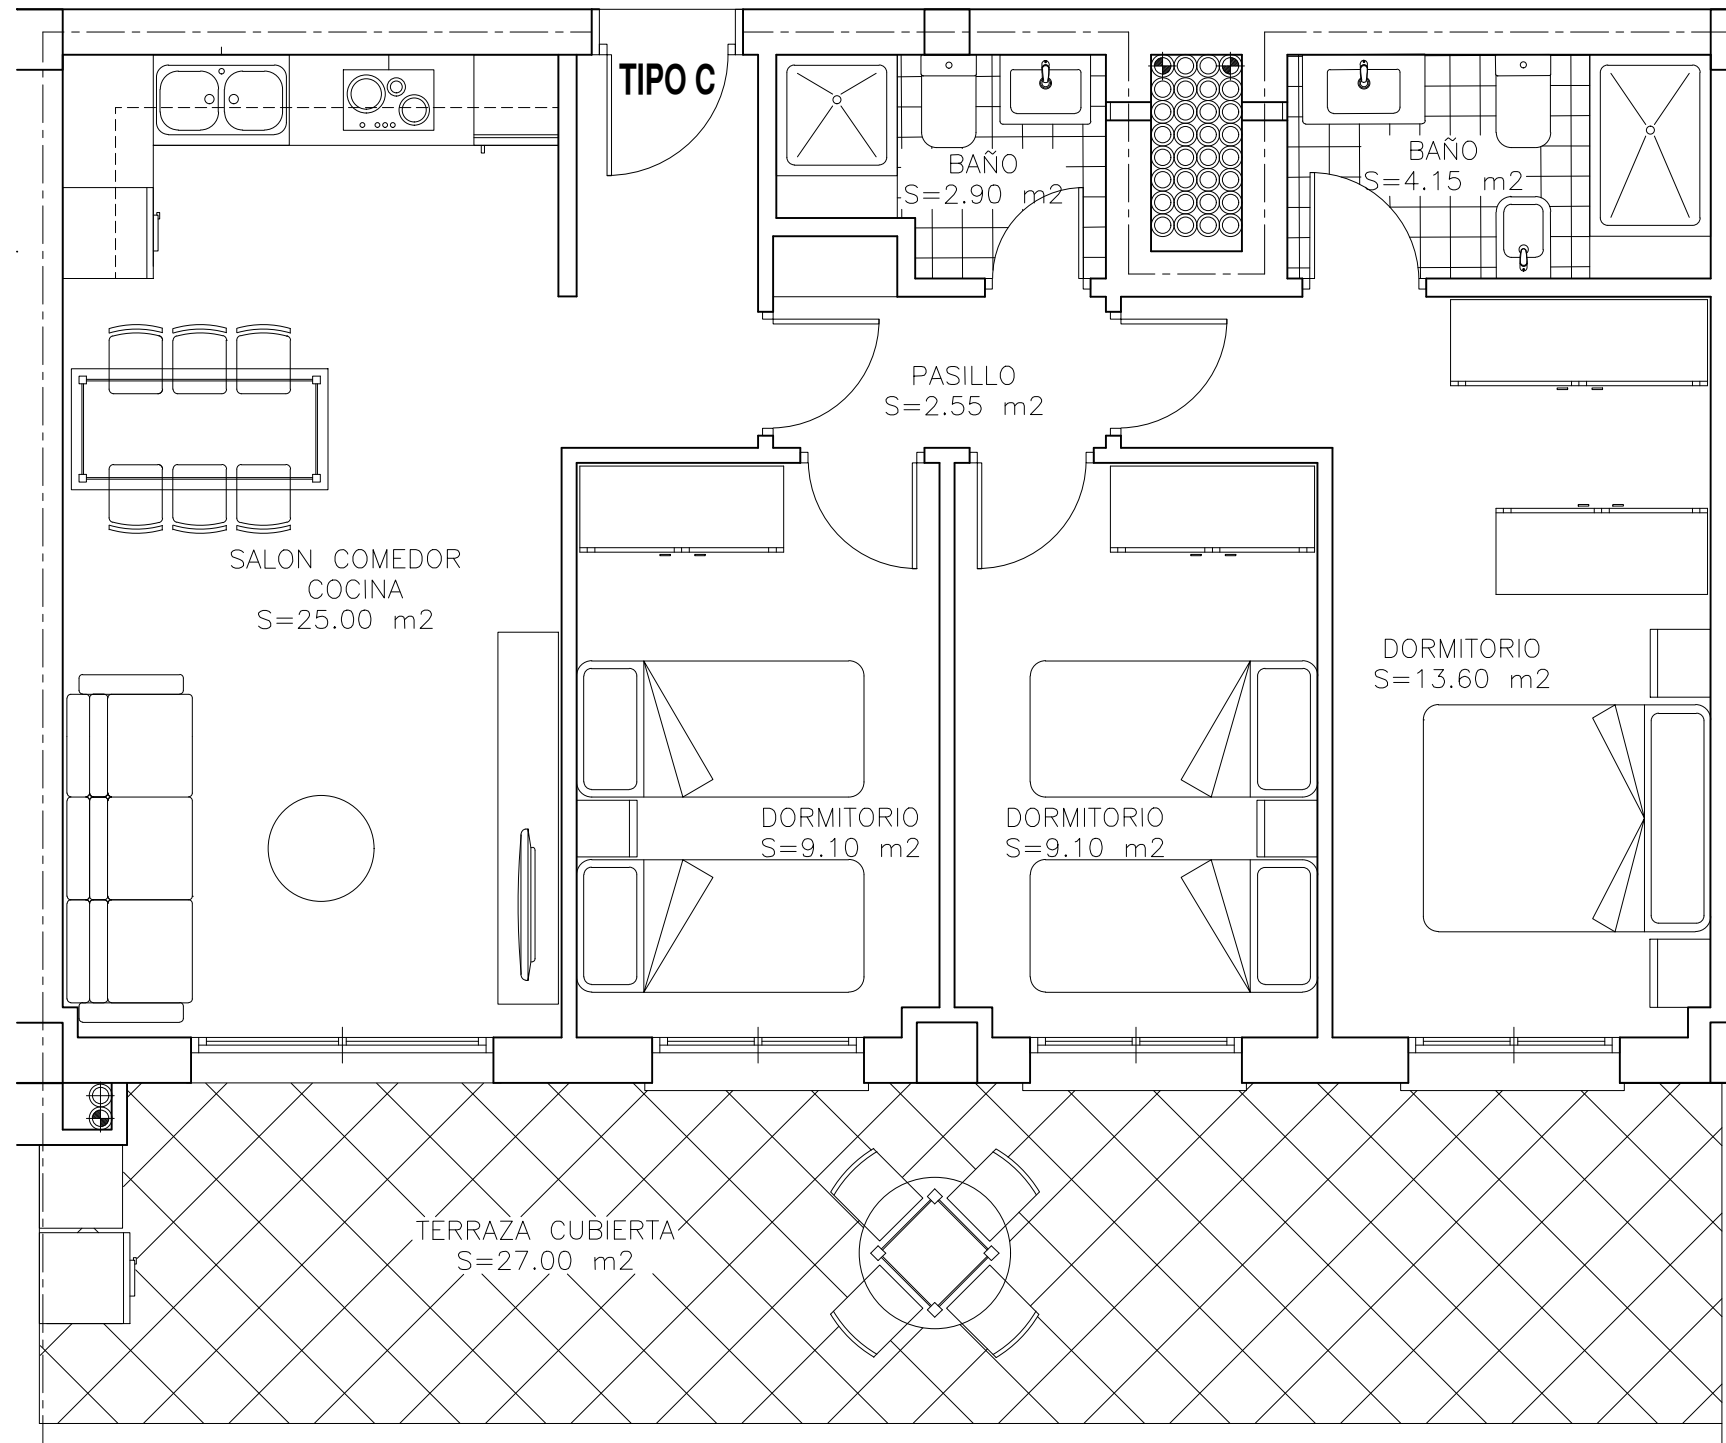 TIPO C
BAÑO
S=2.90 m2
BAÑO
S=4.15 m2
PASILLO
S=2.55 m2
SALON COMEDOR
COCINA
S=25.00 m2
DORMITORIO
S=13.60 m2
DORMITORIO
S=9.10 m2
DORMITORIO
S=9.10 m2
TERRAZA CUBIERTA
S=27.00 m2